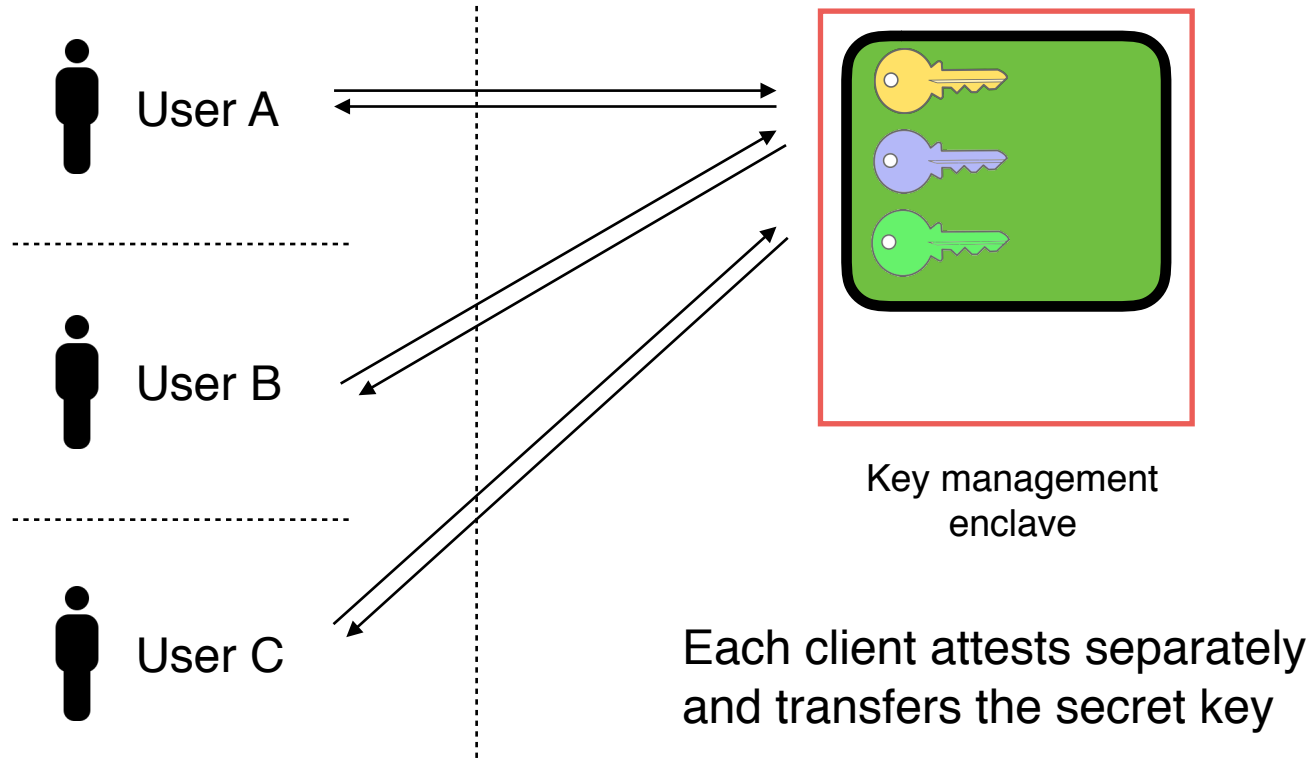 User A
User B
User C
Key management
enclave
Each client attests separately
and transfers the secret key